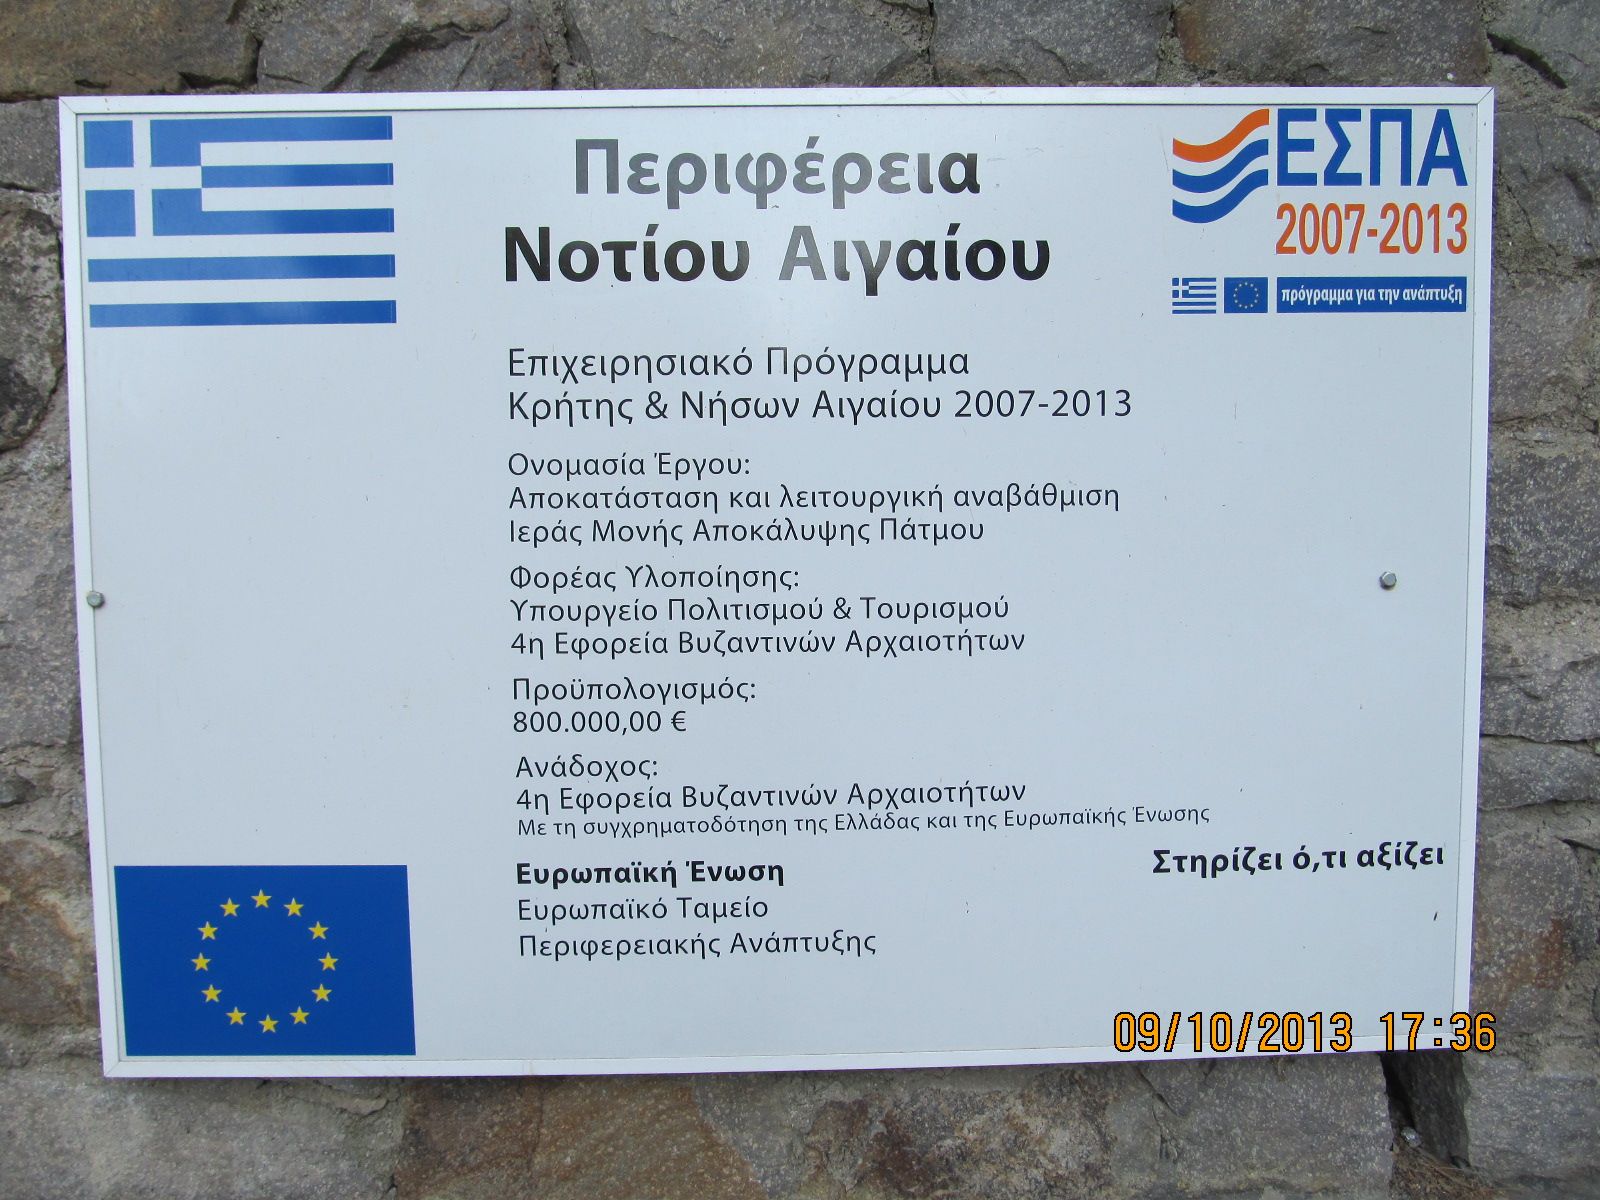 Περιφέρεια
Νοτίου Αιγαίου
ΕΣΠΑ
2007-2013
πρόγραμμα για την ανάπτυξη
Επιχειρησιακό Πρόγραμμα
Κρήτης & Νήσων Αιγαίου 2007-2013
Ονομασία Έργου:
Αποκατάσταση και λειτουργική αναβάθμιση
Ιεράς Μονής Αποκάλυψης Πάτμου
Φορέας Υλοποίησης:
Υπουργείο Πολιτισμού & Τουρισμού
4η Εφορεία Βυζαντινών Αρχαιοτήτων
Προϋπολογισμός:
800.000,00 €
Ανάδοχος:
4η Εφορεία Βυζαντινών Αρχαιοτήτων
Με τη συγχρηματοδότηση της Ελλάδας και της Ευρωπαϊκής Ένωσης
Ευρωπαϊκή Ένωση
Στηρίζει ό,τι αξίζει
Ευρωπαϊκό Ταμείο
Περιφερειακής Ανάπτυξης
09/10/2013 17:36